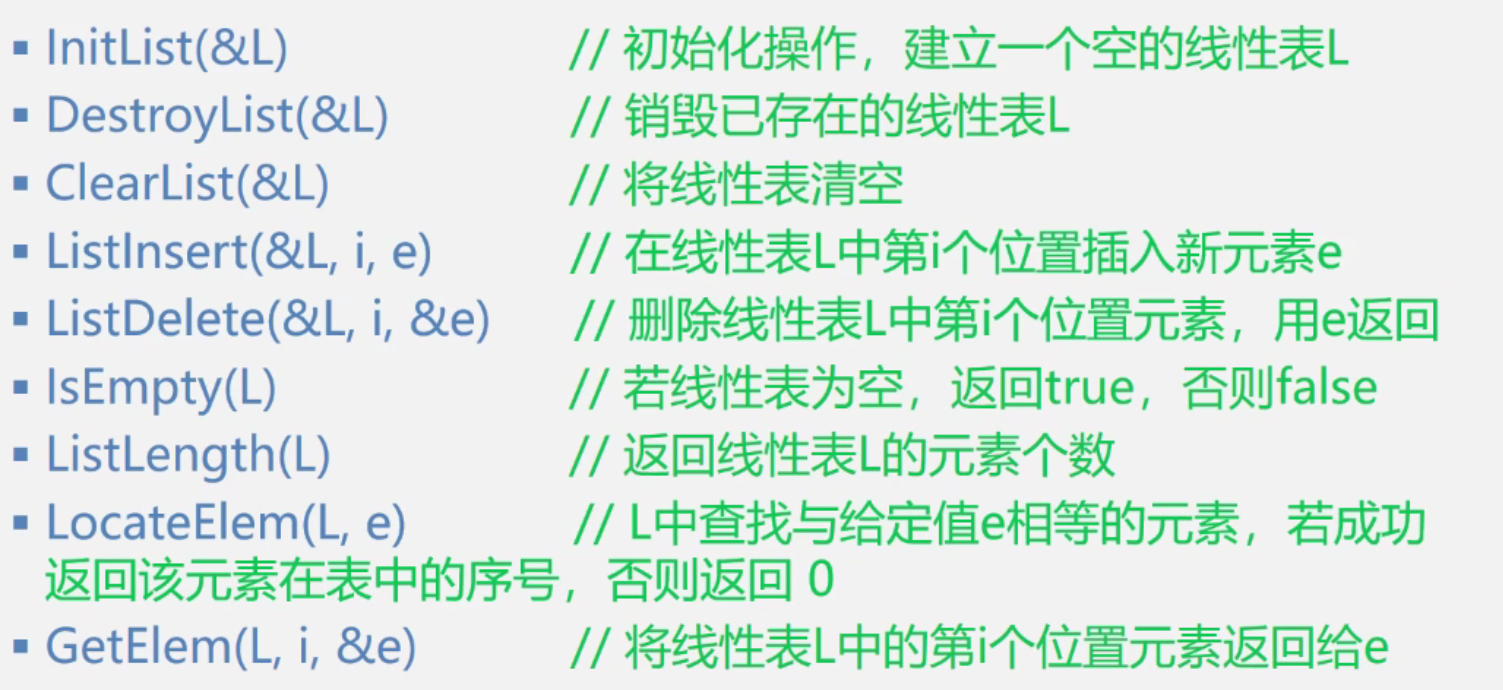 ▪ InitList(&L) // 初始化操作，建立一个空的线性表L
▪ DestroyList(&L) // 销毁已存在的线性表L
▪ ClearList(&L) // 将线性表清空
▪ ListInsert(&L, i, e) // 在线性表L中第i个位置插入新元素e
▪ ListDelete(&L, i, &e) // 删除线性表L中第i个位置元素，用e返回
▪ IsEmpty(L) // 若线性表为空，返回true，否则false
▪ ListLength(L) // 返回线性表L的元素个数
▪ LocateElem(L, e) // L中查找与给定值e相等的元素，若成功
返回该元素在表中的序号，否则返回 0
▪ GetElem(L, i, &e) // 将线性表L中的第i个位置元素返回给e